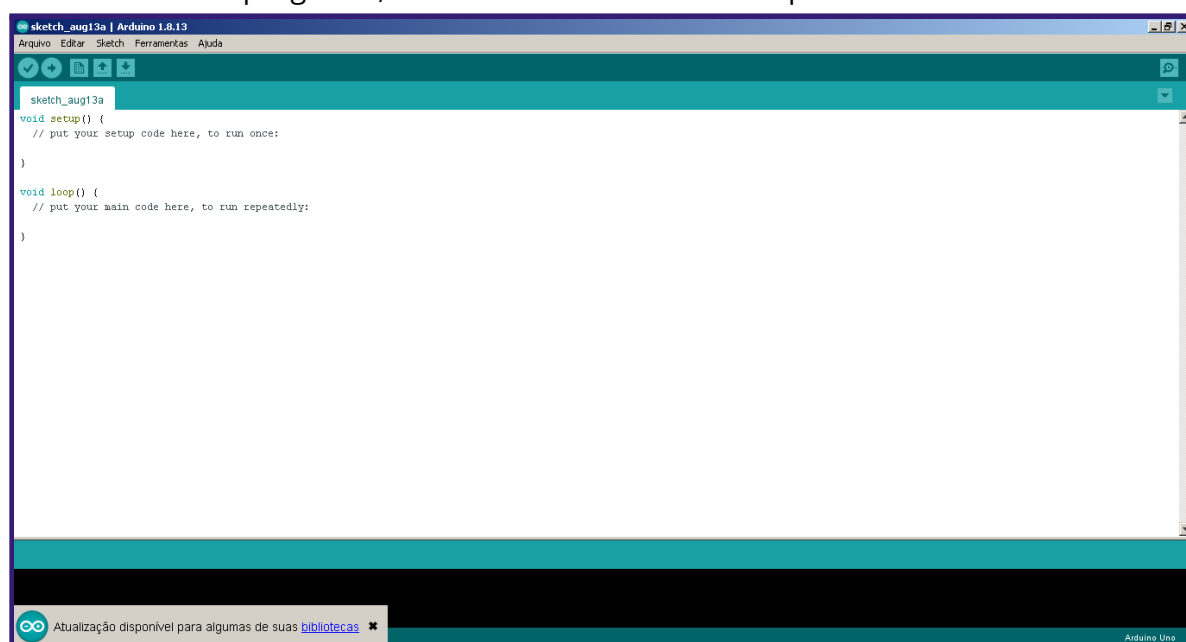 sketch_aug13a | Arduino 1.8.13
Arquivo Editar Sketch Ferramentas Ajuda
sketch_aug13a
void setup() {
// put your setup code here, to run once:
}
void loop() {
// put your main code here, to run repeatedly:
}
Atualização disponível para algumas de suas bibliotecas
Arduino Uno